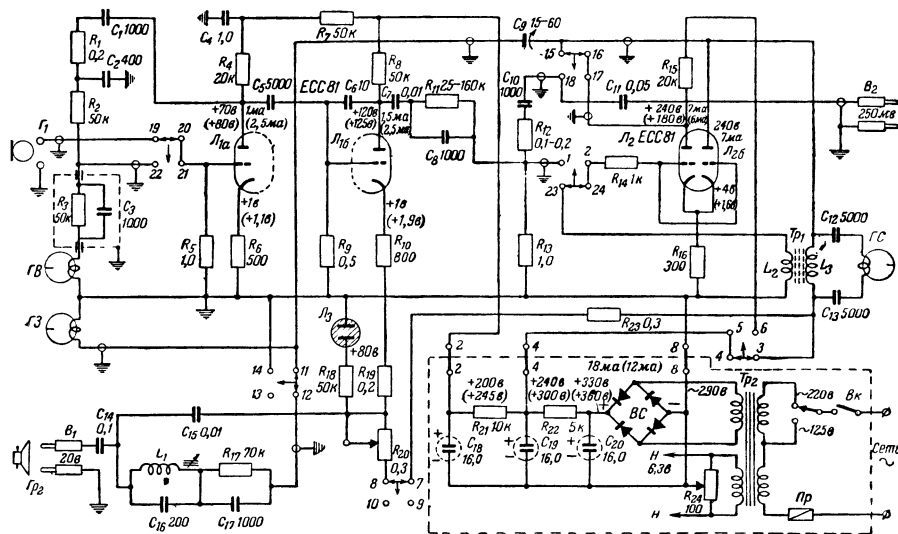 C₁ 1000
C₄ 1,0
R₇ 50к
C₉ 15-60
R₁
0,2
C₂ 400
R₂
50к
R₄
20к
C₅ 5000
ECC 81
C₆ 10
R₈
50к
C₇ 0,01
R₁₁ 25-160к
C₈ 1000
C₁₀
1000
15
16
17
18
C₁₁ 0,05
R₁₅
20к
В₂
250мв
+70в
(+80в)
1ма
(2,5ма)
Л₁а
+120в
(+125в)
1,5ма
(2,5ма)
Л₁б
+240в
(+180в)
7ма
(6ма)
Л₂ ECC 81
240в
7ма
Л₂б
Г₁
19
20
22
21
R₁₂
0,1-0,2
1
2
R₁₄ 1к
23
24
+4в
(+1,6в)
R₃
50к
C₃
1000
R₅
1,0
+1в
(+1,1в)
R₆
500
R₉
0,5
+1в
(+1,9в)
R₁₀
800
R₁₃
1,0
R₁₆
300
Тр₁
L₂
L₃
C₁₂ 5000
ГС
C₁₃ 5000
ГВ
ГЗ
Л₃
+80в
R₂₃ 0,3
14
11
13
12
R₁₈
50к
R₁₉
0,2
2
4
8
5
6
4
3
2
4
8
18ма (12ма)
+200в
(+245в)
+240в
(+300в)
+330в
(+360в)
ВС
~290в
Тр₂
~220в
Вк
~125в
R₂₁ 10к
R₂₂
5к
C₁₈
16,0
C₁₉
16,0
C₂₀
16,0
Н
6,3в
Н
R₂₄
100
Пр
Сеть
~
C₁₄
0,1
C₁₅ 0,01
R₂₀
0,3
В₁
20в
Гр₂
L₁
R₁₇ 70к
C₁₆ 200
C₁₇ 1000
8
7
10
9